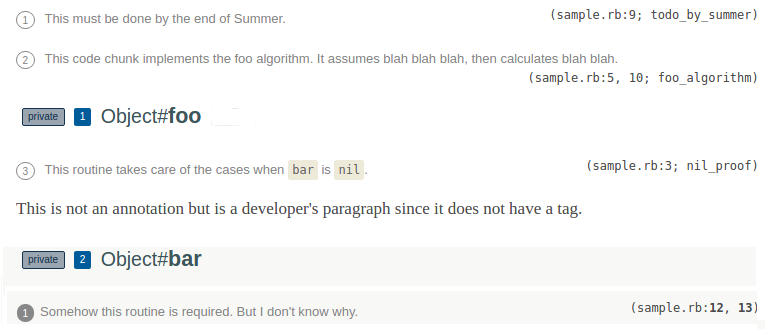 1 This must be done by the end of Summer. (sample.rb:9; todo_by_summer)
2 This code chunk implements the foo algorithm. It assumes blah blah blah, then calculates blah blah.
(sample.rb:5, 10; foo_algorithm)
private 1 Object#foo
3 This routine takes care of the cases when bar is nil. (sample.rb:3; nil_proof)
This is not an annotation but is a developer's paragraph since it does not have a tag.
private 2 Object#bar
1 Somehow this routine is required. But I don't know why. (sample.rb:12, 13)